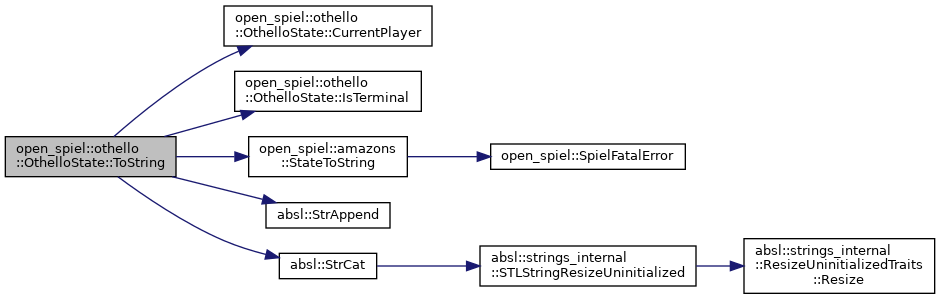 open_spiel::othello
::OthelloState::ToString
open_spiel::othello
::OthelloState::CurrentPlayer
open_spiel::othello
::OthelloState::IsTerminal
open_spiel::amazons
::StateToString
open_spiel::SpielFatalError
absl::StrAppend
absl::StrCat
absl::strings_internal
::STLStringResizeUninitialized
absl::strings_internal
::ResizeUninitializedTraits
::Resize